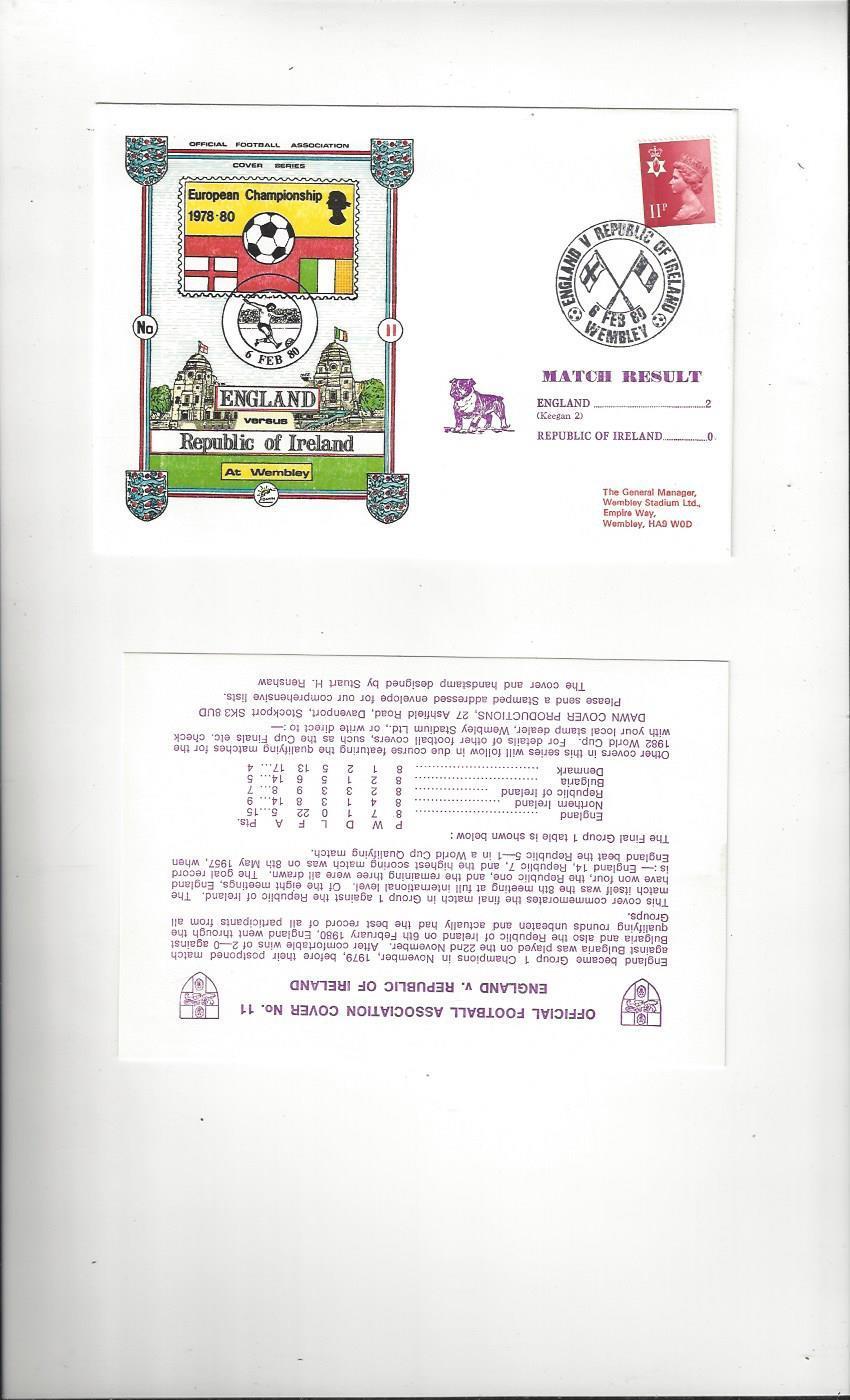 OFFICIAL FOOTBALL ASSOCIATION
COVER SERIES
European Championship
1978-80
No
11
6 FEB 80
ENGLAND
versus
Republic of Ireland
At Wembley
11P
ENGLAND V REPUBLIC OF IRELAND
6 FEB 80
WEMBLEY
MATCH RESULT
ENGLAND ........................2
(Keegan 2)
REPUBLIC OF IRELAND............0
The General Manager,
Wembley Stadium Ltd.,
Empire Way,
Wembley, HA9 W0D
OFFICIAL FOOTBALL ASSOCIATION COVER No. 11
ENGLAND v. REPUBLIC OF IRELAND
England became Group 1 Champions in November, 1979, before their postponed match
against Bulgaria was played on the 22nd November. After comfortable wins of 2—0 against
Bulgaria and also the Republic of Ireland on 6th February 1980, England went through the
qualifying rounds unbeaten and actually had the best record of all participants from all
Groups.
This cover commemorates the final match in Group 1 against the Republic of Ireland. The
match itself was the 8th meeting at full international level. Of the eight meetings, England
have won four, the Republic one, and the remaining three were all drawn. The goal record
is :— England 14, Republic 7, and the highest scoring match was on 8th May 1957, when
England beat the Republic 5—1 in a World Cup Qualifying match.
The Final Group 1 table is shown below :
P W D L F A Pts.
England .............................. 8 7 1 0 22 5...15
Northern Ireland ..................... 8 4 1 3 8 14... 9
Republic of Ireland .................. 8 2 3 3 9 8... 7
Bulgaria ............................. 8 2 1 5 6 14... 5
Denmark .............................. 8 1 2 5 13 17... 4
Other covers in this series will follow in due course featuring the qualifying matches for the
1982 World Cup. For details of other football covers, such as the Cup Finals etc. check
with your local stamp dealer, Wembley Stadium Ltd., or write direct to :—
DAWN COVER PRODUCTIONS, 27 Ashfield Road, Davenport, Stockport SK3 8UD
Please send a Stamped addressed envelope for our comprehensive lists.
The cover and handstamp designed by Stuart H. Renshaw